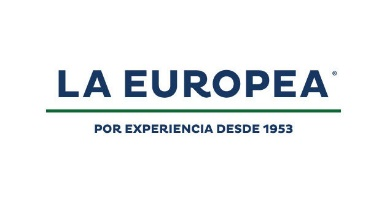 LA EUROPEA®
POR EXPERIENCIA DESDE 1953